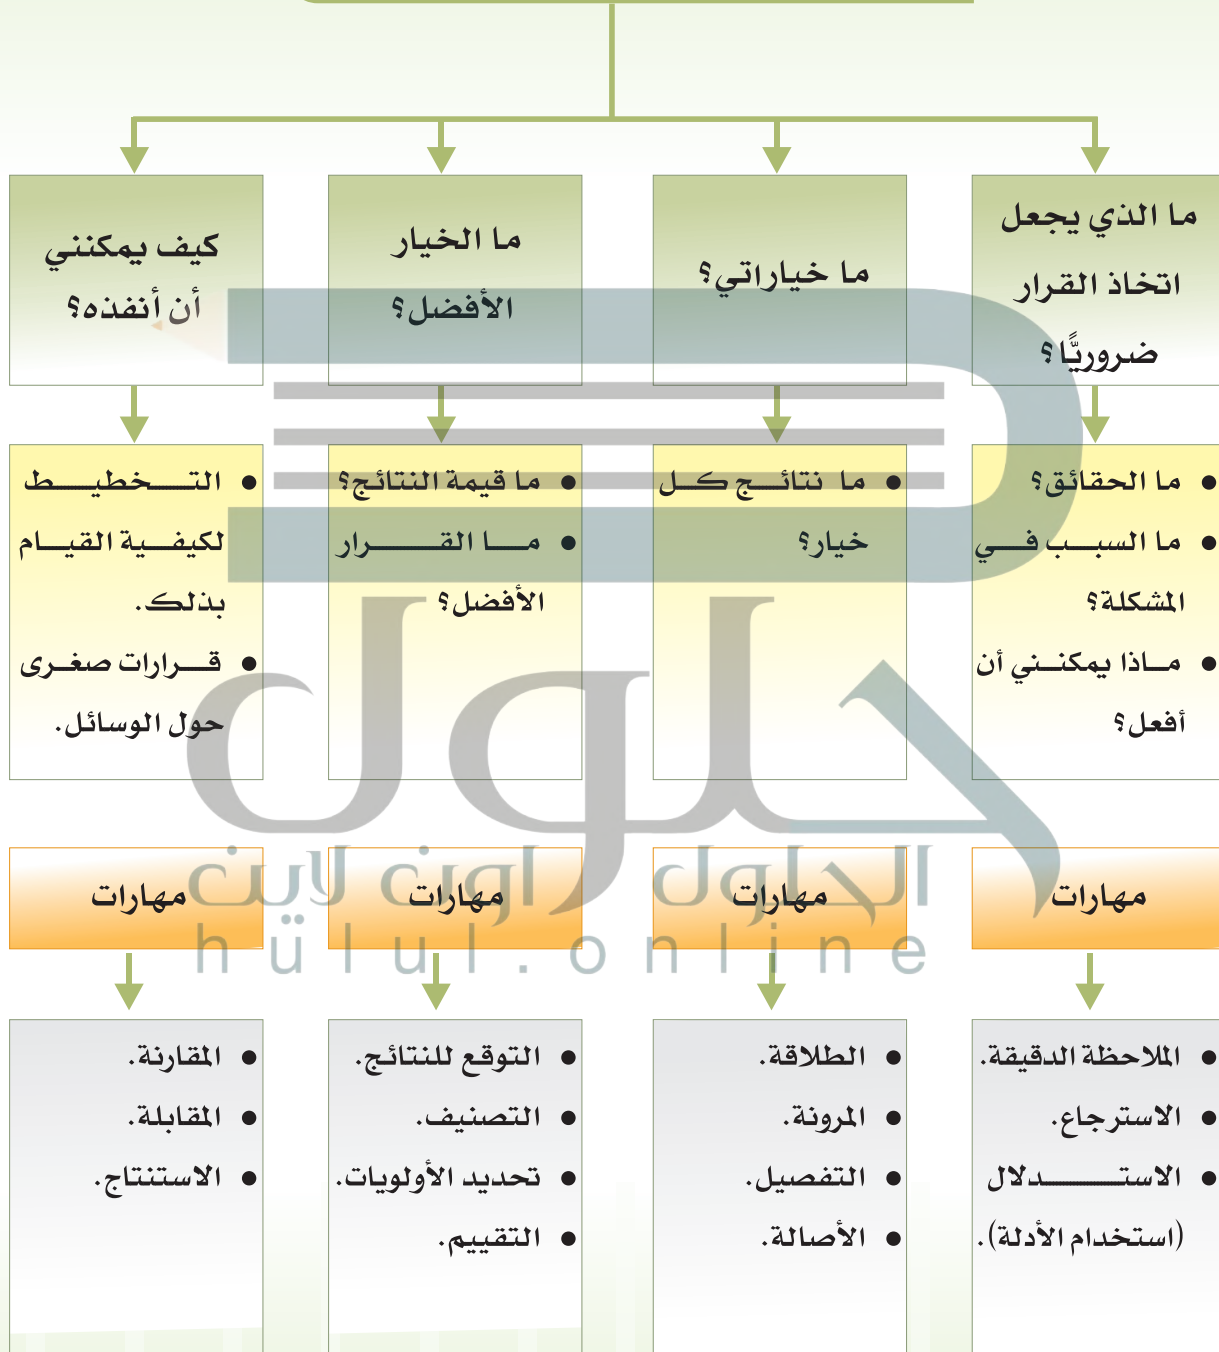 ما الذي يجعل
اتخاذ القرار
ضروريًّا؟
ما خياراتي؟
ما الخيار
الأفضل؟
كيف يمكنني
أن أنفذه؟
• ما الحقائق؟
• ما السبب في
المشكلة؟
• ماذا يمكنني أن
أفعل؟
• ما نتائج كل
خيار؟
• ما قيمة النتائج؟
• ما القرار
الأفضل؟
• التخطيط
لكيفية القيام
بذلك.
• قرارات صغرى
حول الوسائل.
مهارات
مهارات
مهارات
مهارات
• الملاحظة الدقيقة.
• الاسترجاع.
• الاستدلال
(استخدام الأدلة).
• الطلاقة.
• المرونة.
• التفصيل.
• الأصالة.
• التوقع للنتائج.
• التصنيف.
• تحديد الأولويات.
• التقييم.
• المقارنة.
• المقابلة.
• الاستنتاج.
حلول
الحلول اون لاين
hülul.online